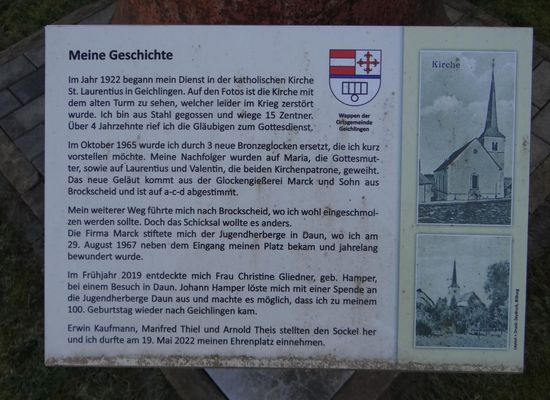 Meine Geschichte
Im Jahr 1922 begann mein Dienst in der katholischen Kirche
St. Laurentius in Geichlingen. Auf den Fotos ist die Kirche mit
dem alten Turm zu sehen, welcher leider im Krieg zerstört
wurde. Ich bin aus Stahl gegossen und wiege 15 Zentner.
Über 4 Jahrzehnte rief ich die Gläubigen zum Gottesdienst.
Wappen der
Ortsgemeinde
Geichlingen
Im Oktober 1965 wurde ich durch 3 neue Bronzeglocken ersetzt, die ich kurz
vorstellen möchte. Meine Nachfolger wurden auf Maria, die Gottesmut-
ter, sowie auf Laurentius und Valentin, die beiden Kirchenpatrone, geweiht.
Das neue Geläut kommt aus der Glockengießerei Marck und Sohn aus
Brockscheid und ist auf a-c-d abgestimmt.
Mein weiterer Weg führte mich nach Brockscheid, wo ich wohl eingeschmol-
zen werden sollte. Doch das Schicksal wollte es anders.
Die Firma Marck stiftete mich der Jugendherberge in Daun, wo ich am
29. August 1967 neben dem Eingang meinen Platz bekam und jahrelang
bewundert wurde.
Im Frühjahr 2019 entdeckte mich Frau Christine Gliedner, geb. Hamper,
bei einem Besuch in Daun. Johann Hamper löste mich mit einer Spende an
die Jugendherberge Daun aus und machte es möglich, dass ich zu meinem
100. Geburtstag wieder nach Geichlingen kam.
Erwin Kaufmann, Manfred Thiel und Arnold Theis stellten den Sockel her
und ich durfte am 19. Mai 2022 meinen Ehrenplatz einnehmen.
Kirche
Layout + Druck: Anydruck, Bitburg